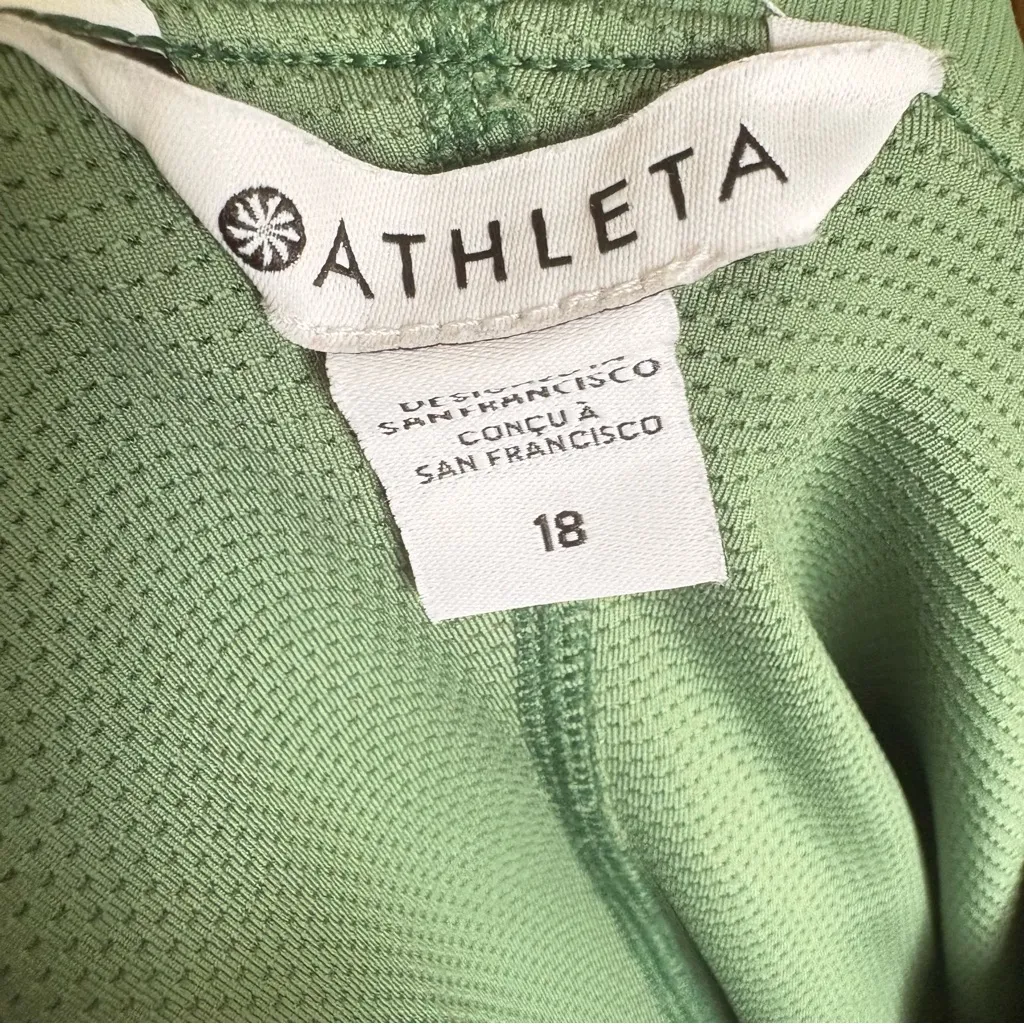 ATHLETA
SAN FRANCISCO
CONÇU À
SAN FRANCISCO
18